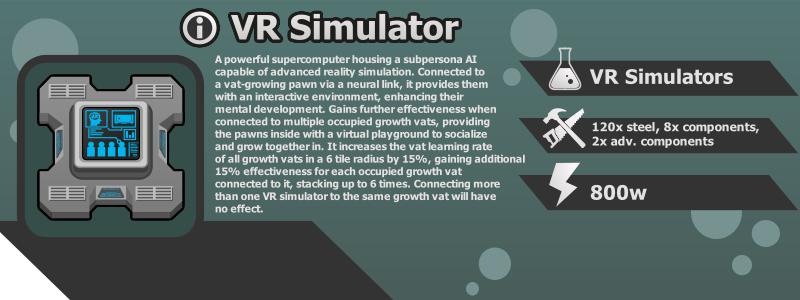 VR Simulator
A powerful supercomputer housing a subpersona AI
capable of advanced reality simulation. Connected to
a vat-growing pawn via a neural link, it provides them
with an interactive environment, enhancing their
mental development. Gains further effectiveness when
connected to multiple occupied growth vats, providing
the pawns inside with a virtual playground to socialize
and grow together in. It increases the vat learning rate
of all growth vats in a 6 tile radius by 15%, gaining additional
15% effectiveness for each occupied growth vat
connected to it, stacking up to 6 times. Connecting more
than one VR simulator to the same growth vat will have
no effect.
VR Simulators
120x steel, 8x components,
2x adv. components
800w